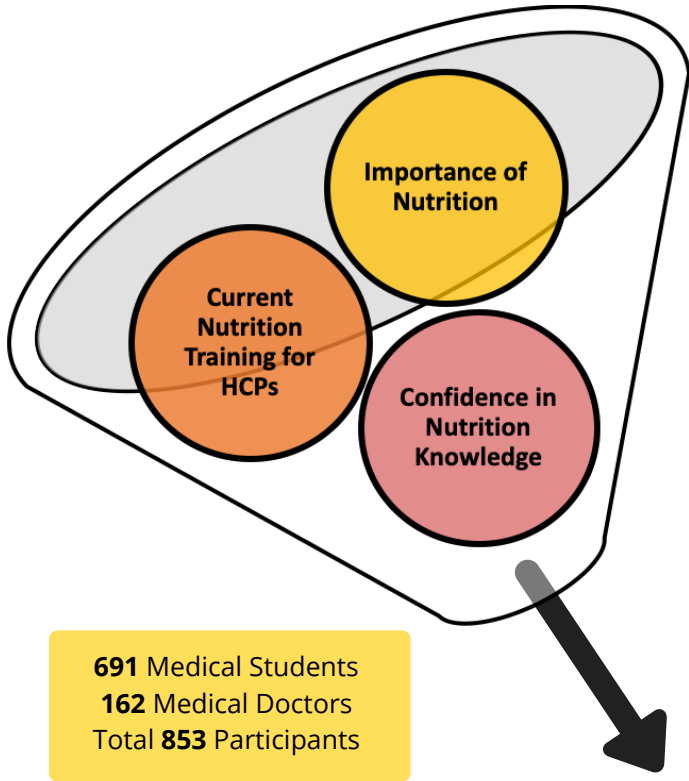 Importance of
Nutrition
Current
Nutrition
Training for
HCPs
Confidence in
Nutrition
Knowledge
691 Medical Students
162 Medical Doctors
Total 853 Participants